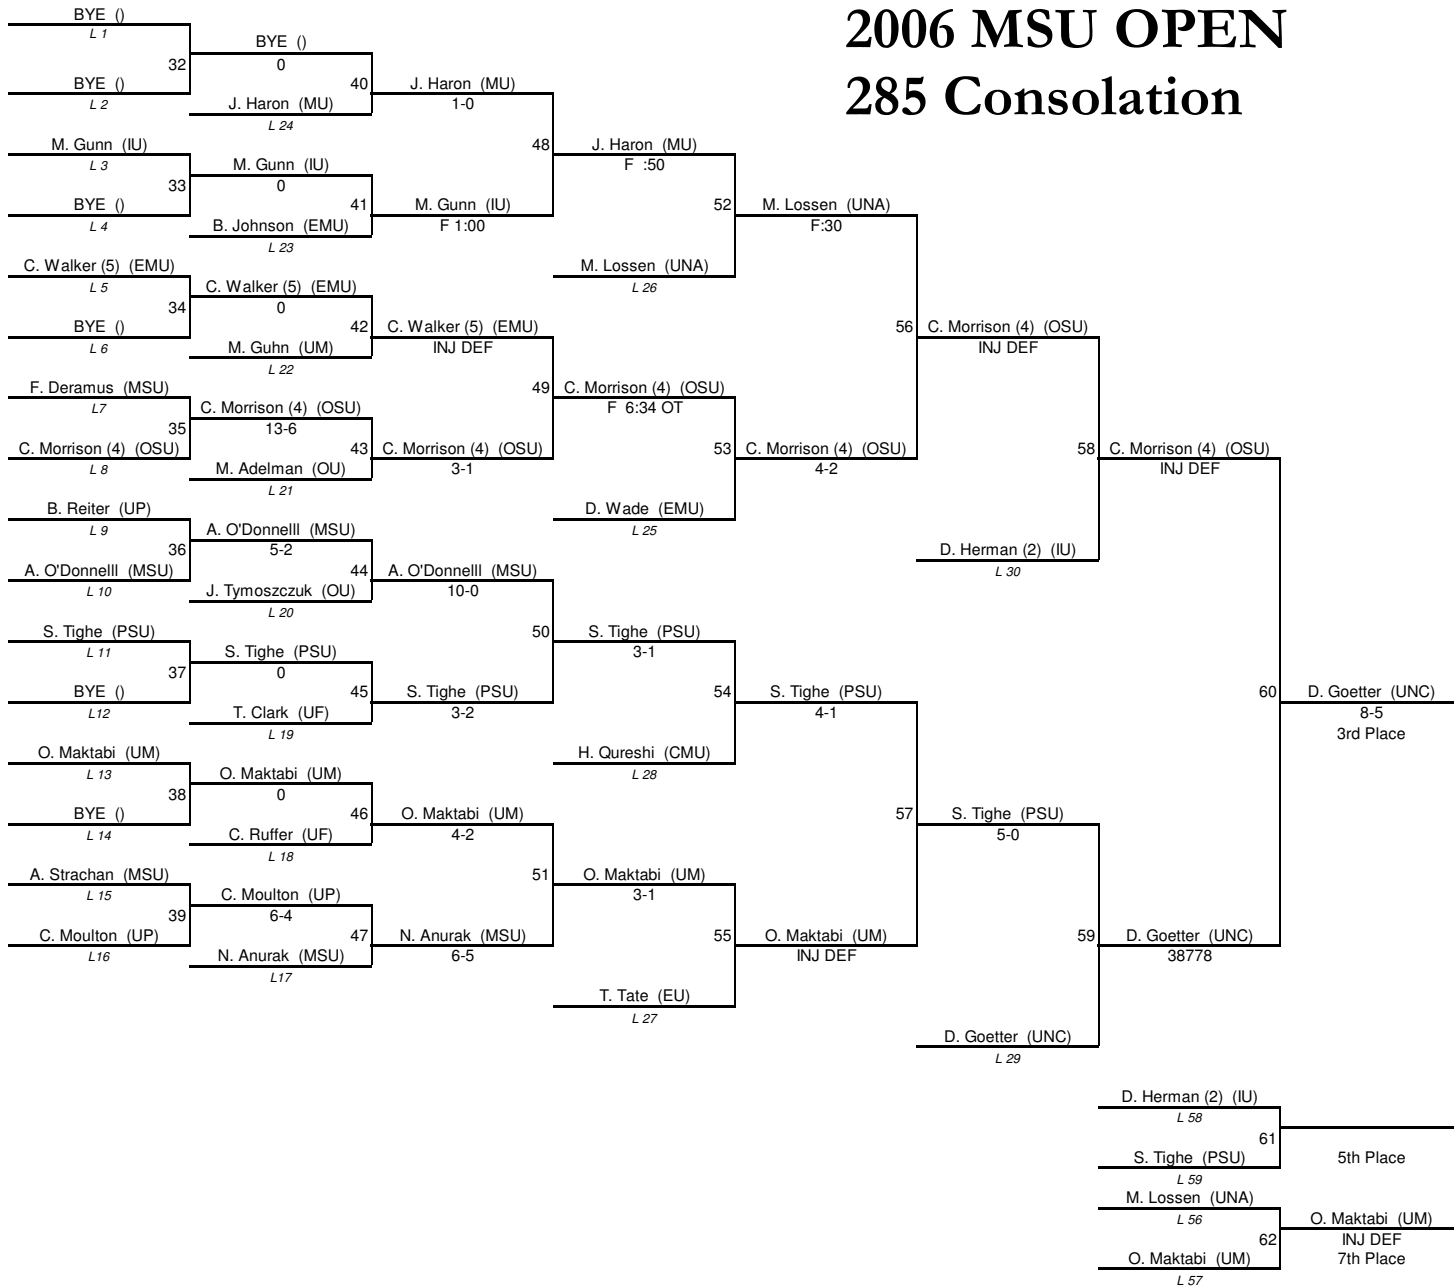 2006 MSU OPEN
285 Consolation
BYE ()
L 1
BYE ()
32
0
BYE ()
40
J. Haron (MU)
L 2
J. Haron (MU)
1-0
L 24
M. Gunn (IU)
48
J. Haron (MU)
L 3
M. Gunn (IU)
F :50
33
0
BYE ()
41
M. Gunn (IU)
52
M. Lossen (UNA)
L 4
B. Johnson (EMU)
F 1:00
F:30
L 23
C. Walker (5) (EMU)
M. Lossen (UNA)
L 5
C. Walker (5) (EMU)
L 26
34
0
BYE ()
42
C. Walker (5) (EMU)
56
C. Morrison (4) (OSU)
L 6
M. Guhn (UM)
INJ DEF
INJ DEF
L 22
F. Deramus (MSU)
49
C. Morrison (4) (OSU)
L7
C. Morrison (4) (OSU)
F 6:34 OT
35
13-6
C. Morrison (4) (OSU)
43
C. Morrison (4) (OSU)
53
C. Morrison (4) (OSU)
58
C. Morrison (4) (OSU)
L 8
M. Adelman (OU)
3-1
4-2
INJ DEF
L 21
B. Reiter (UP)
D. Wade (EMU)
L 9
A. O'Donnelll (MSU)
L 25
36
5-2
D. Herman (2) (IU)
A. O'Donnelll (MSU)
44
A. O'Donnelll (MSU)
L 30
L 10
J. Tymoszczuk (OU)
10-0
L 20
S. Tighe (PSU)
50
S. Tighe (PSU)
L 11
S. Tighe (PSU)
3-1
37
0
BYE ()
45
S. Tighe (PSU)
54
S. Tighe (PSU)
60
D. Goetter (UNC)
L12
T. Clark (UF)
3-2
4-1
8-5
L 19
3rd Place
O. Maktabi (UM)
H. Qureshi (CMU)
L 13
O. Maktabi (UM)
L 28
38
0
BYE ()
46
O. Maktabi (UM)
57
S. Tighe (PSU)
L 14
C. Ruffer (UF)
4-2
5-0
L 18
A. Strachan (MSU)
51
O. Maktabi (UM)
L 15
C. Moulton (UP)
3-1
39
6-4
C. Moulton (UP)
47
N. Anurak (MSU)
55
O. Maktabi (UM)
59
D. Goetter (UNC)
L16
N. Anurak (MSU)
6-5
INJ DEF
38778
L17
T. Tate (EU)
L 27
D. Goetter (UNC)
L 29
D. Herman (2) (IU)
L 58
61
S. Tighe (PSU)
5th Place
L 59
M. Lossen (UNA)
L 56
O. Maktabi (UM)
62
INJ DEF
O. Maktabi (UM)
7th Place
L 57